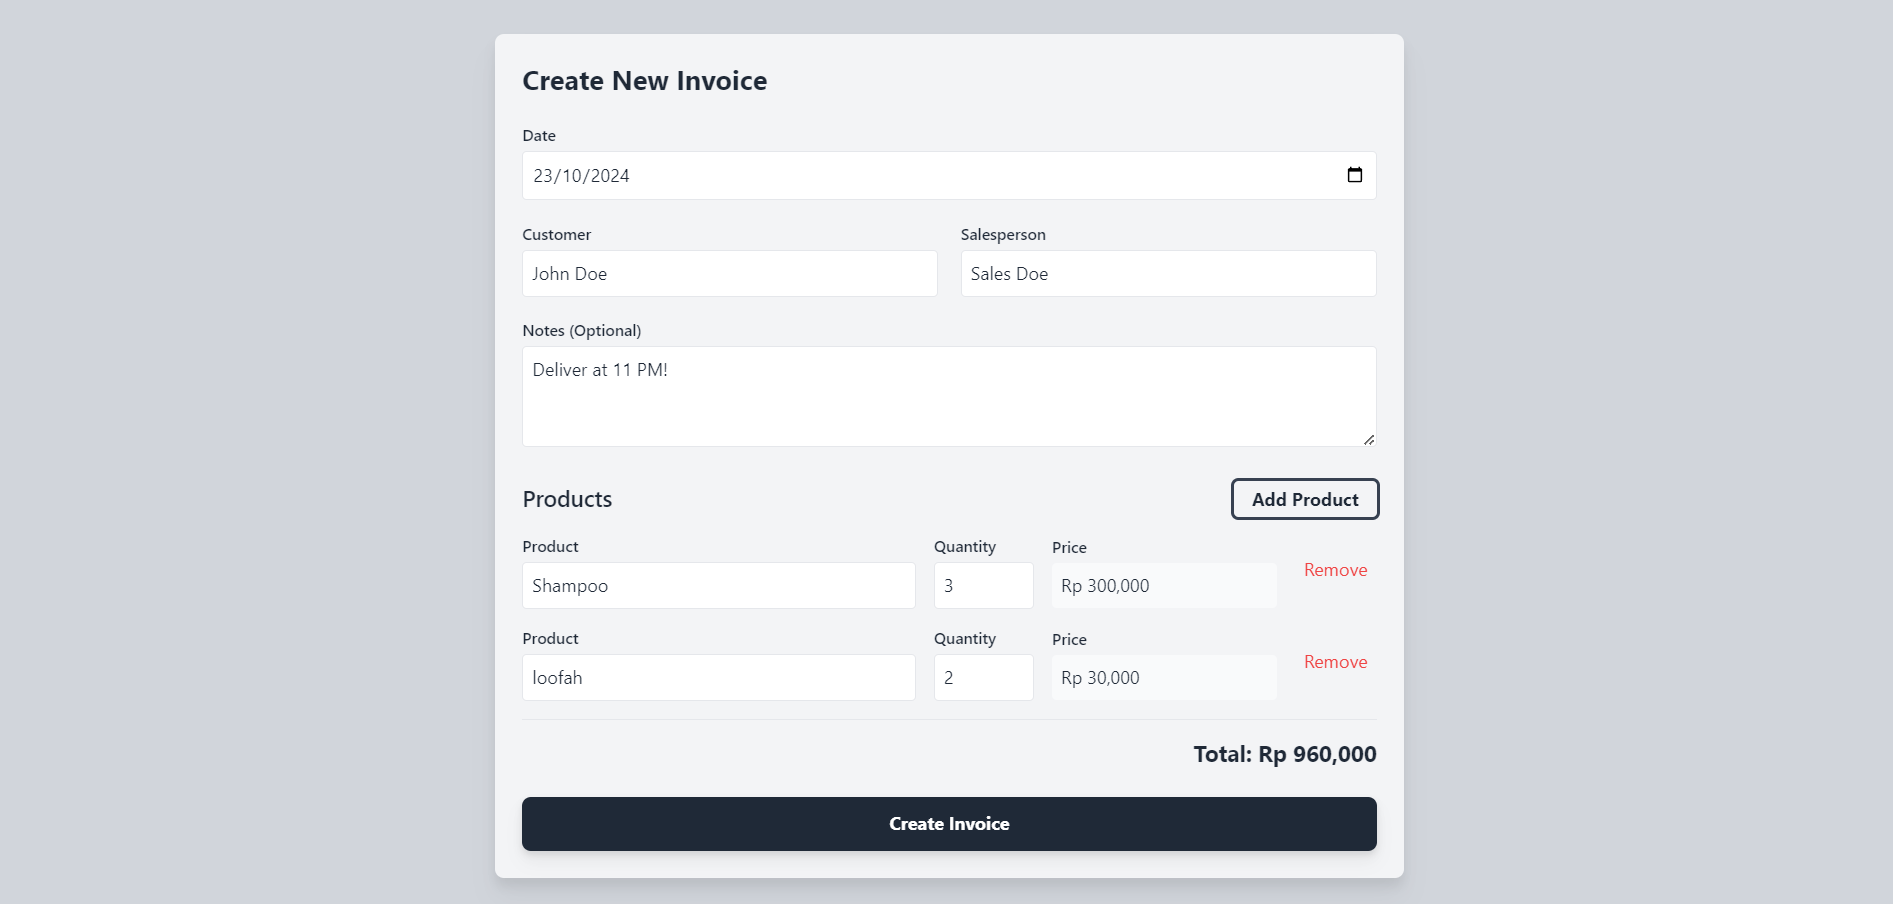 Create New Invoice
Date
23/10/2024
Customer Salesperson
John Doe Sales Doe
Notes (Optional)
Deliver at 11 PM!
Products Add Product
Product Quantity Price
Shampoo 3 Rp 300,000 Remove
Product Quantity Price
loofah 2 Rp 30,000 Remove
Total: Rp 960,000
Create Invoice